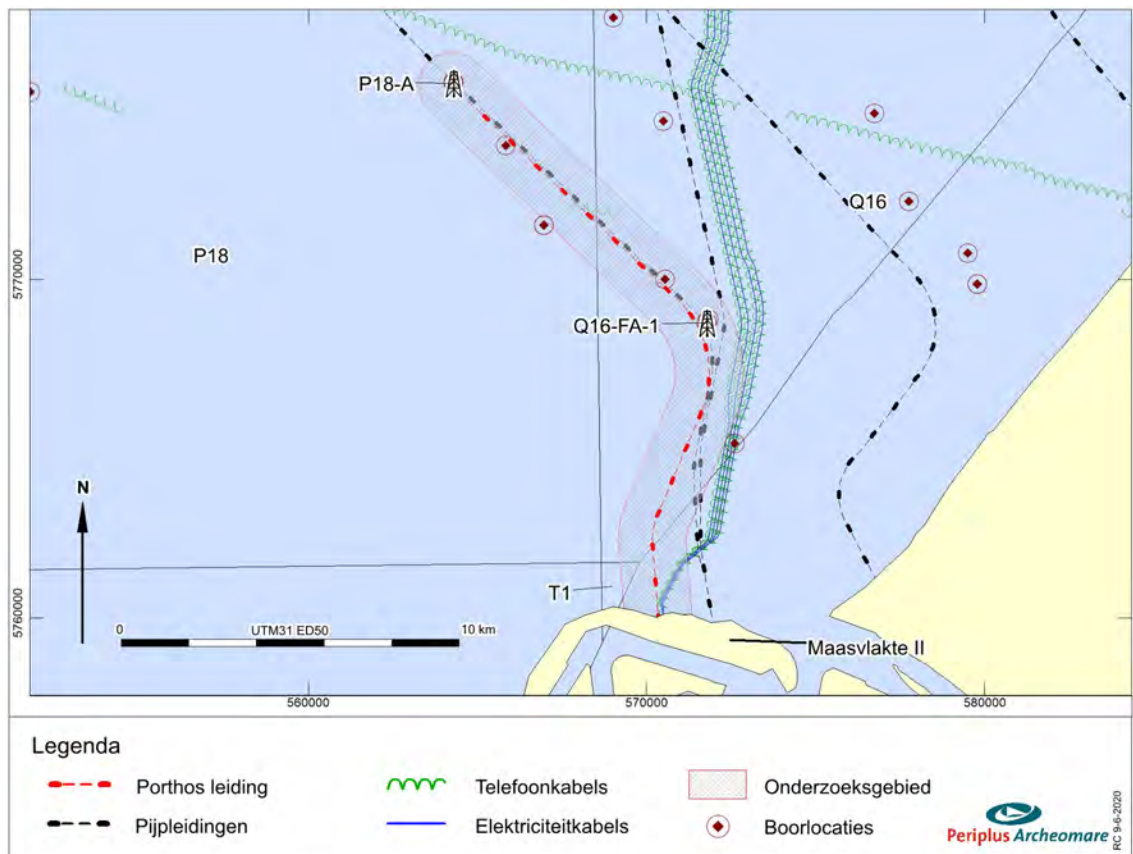 P18-A
Q16
P18
5770000
Q16-FA-1
N
T1
5760000
0
UTM31 ED50
10 km
Maasvlakte II
560000
570000
580000
Legenda
Porthos leiding
Telefoonkabels
Onderzoeksgebied
Pijpleidingen
Elektriciteitkabels
Boorlocaties
Periplus Archeomare
RC 9-6-2020